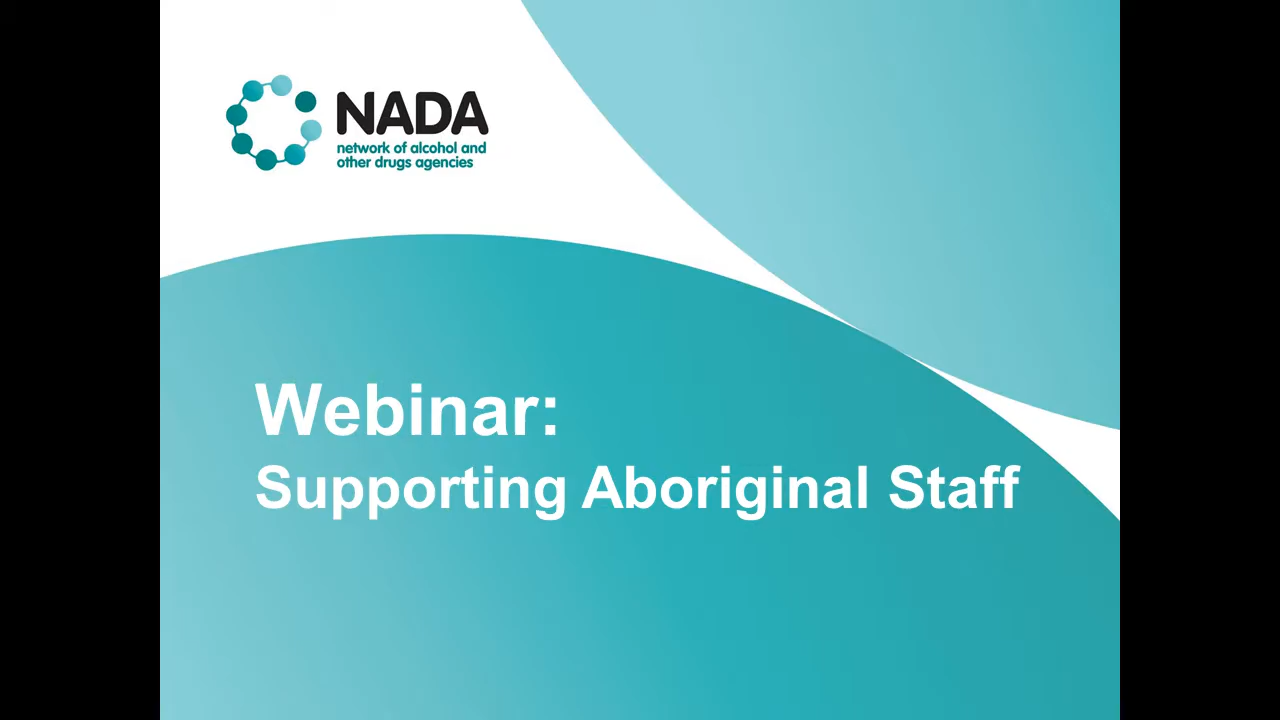 NADA
network of alcohol and
other drugs agencies
Webinar:
Supporting Aboriginal Staff